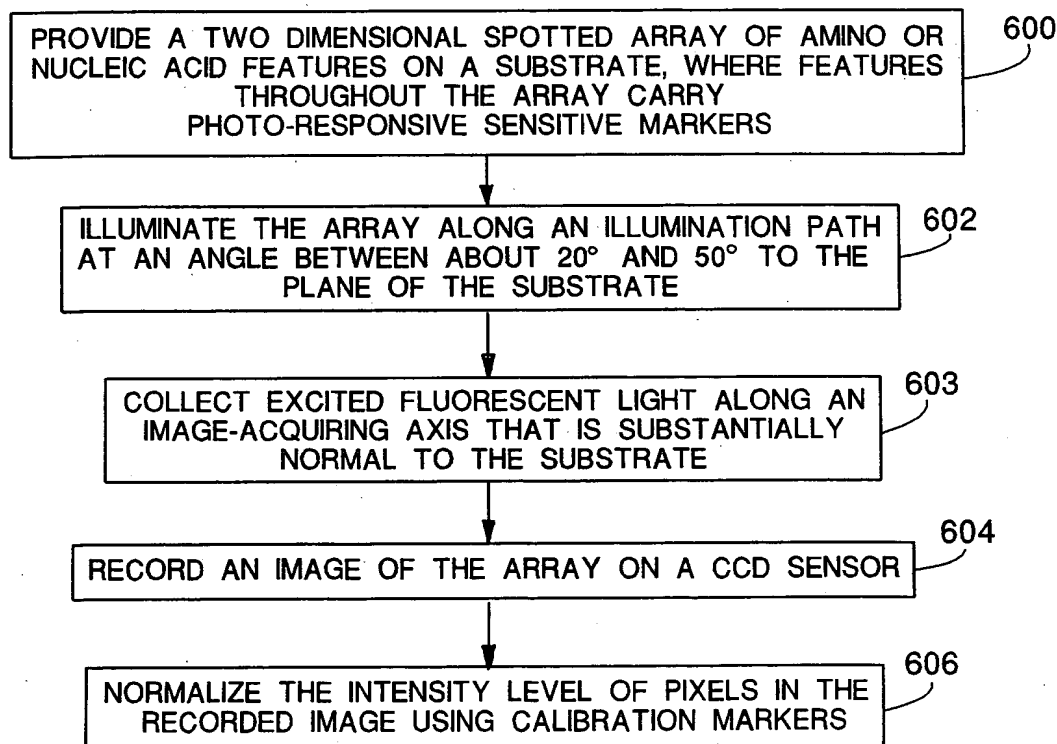 PROVIDE A TWO DIMENSIONAL SPOTTED ARRAY OF AMINO OR
NUCLEIC ACID FEATURES ON A SUBSTRATE, WHERE FEATURES
THROUGHOUT THE ARRAY CARRY
PHOTO-RESPONSIVE SENSITIVE MARKERS
600
ILLUMINATE THE ARRAY ALONG AN ILLUMINATION PATH
AT AN ANGLE BETWEEN ABOUT 20° AND 50° TO THE
PLANE OF THE SUBSTRATE
602
COLLECT EXCITED FLUORESCENT LIGHT ALONG AN
IMAGE-ACQUIRING AXIS THAT IS SUBSTANTIALLY
NORMAL TO THE SUBSTRATE
603
RECORD AN IMAGE OF THE ARRAY ON A CCD SENSOR
604
NORMALIZE THE INTENSITY LEVEL OF PIXELS IN THE
RECORDED IMAGE USING CALIBRATION MARKERS
606